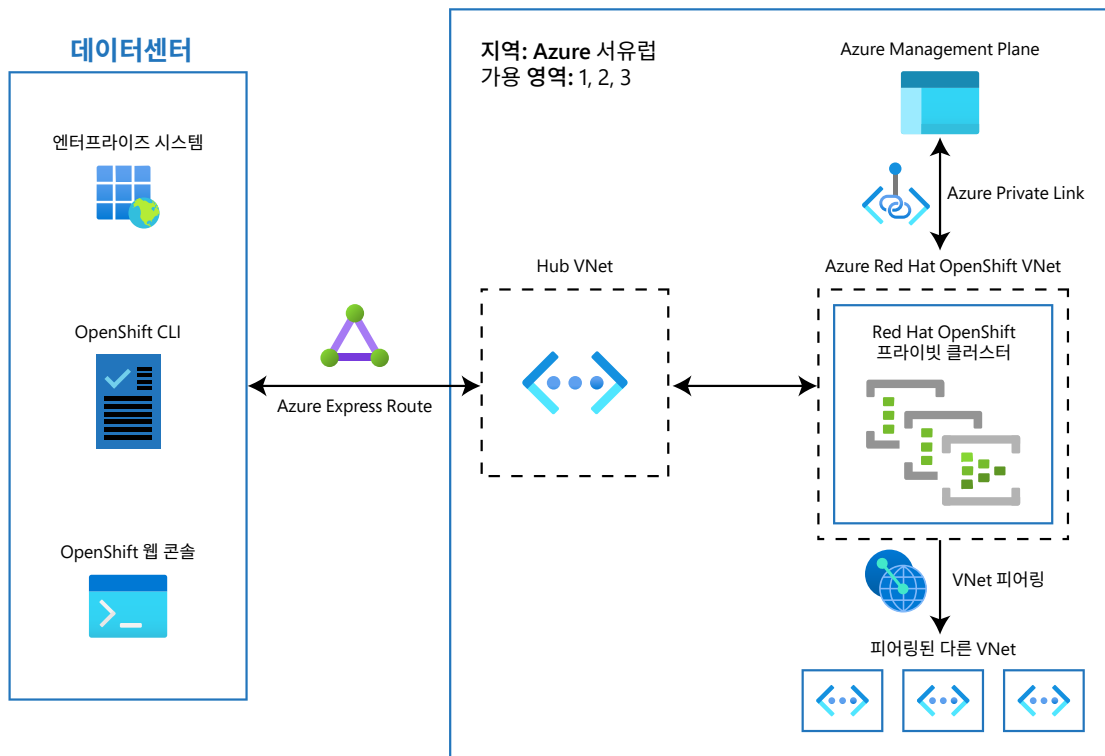 데이터센터
엔터프라이즈 시스템
OpenShift CLI
OpenShift 웹 콘솔
Azure Express Route
지역: Azure 서유럽
가용 영역: 1, 2, 3
Hub VNet
Azure Management Plane
Azure Private Link
Azure Red Hat OpenShift VNet
Red Hat OpenShift
프라이빗 클러스터
VNet 피어링
피어링된 다른 VNet